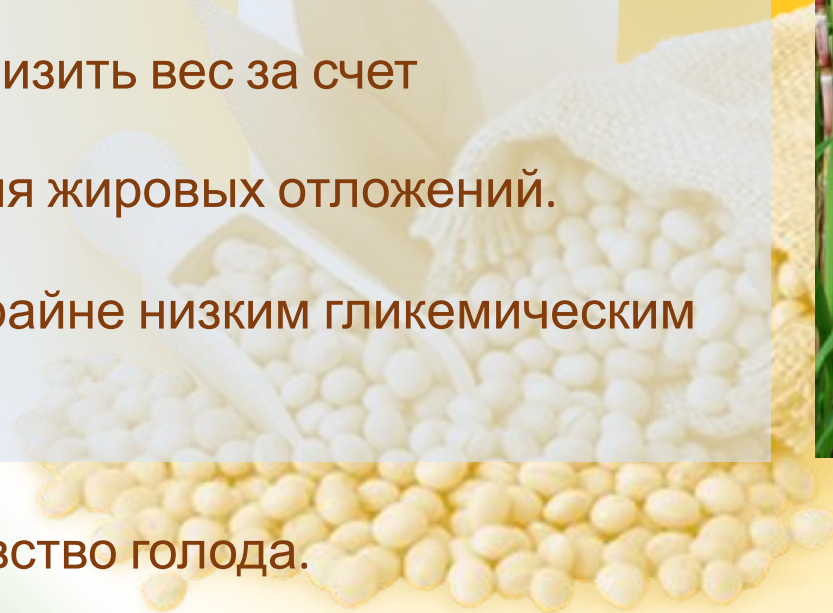 изить вес за счет
ия жировых отложений.
райне низким гликемическим
вство голода.